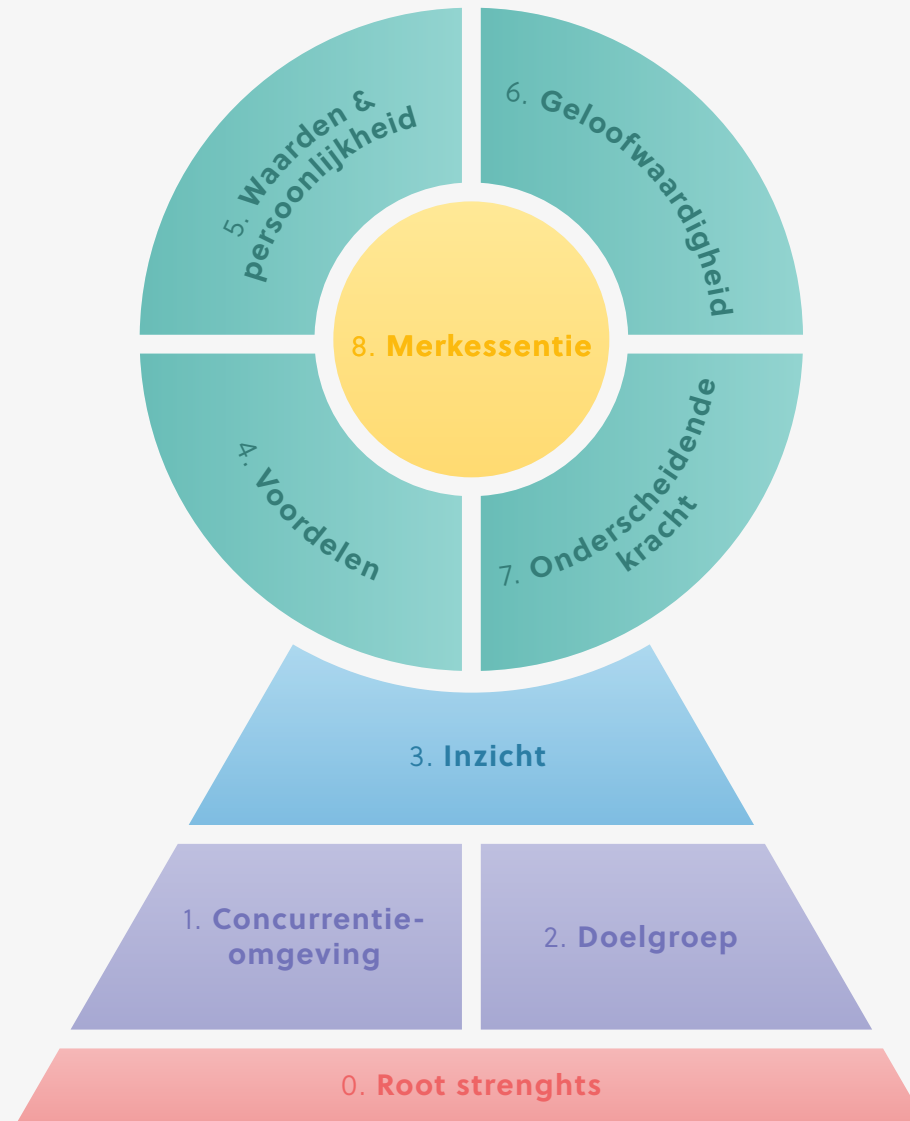 5. Waarden &
persoonlijkheid
6. Geloofwaardigheid
8. Merkessentie
4. Voordelen
7. Onderscheidende
kracht
3. Inzicht
1. Concurrentie-
omgeving
2. Doelgroep
0. Root strenghts